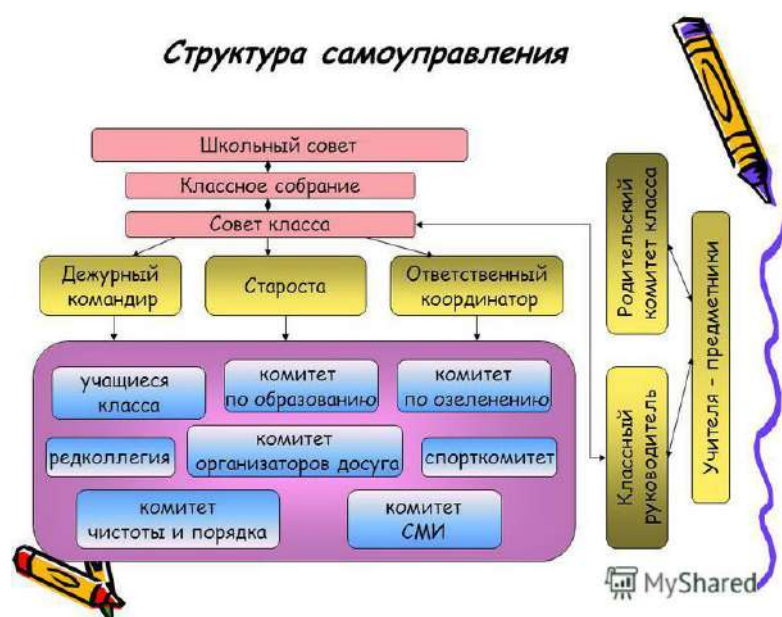 Структура самоуправления
Школьный совет
Классное собрание
Совет класса
Дежурный
командир
Староста
Ответственный
координатор
учащиеся
класса
комитет
по образованию
комитет
по озеленению
редколлегия
комитет
организаторов досуга
спорткомитет
комитет
чистоты и порядка
комитет
СМИ
Родительский
комитет класса
Классный
руководитель
Учителя - предметники
MyShared